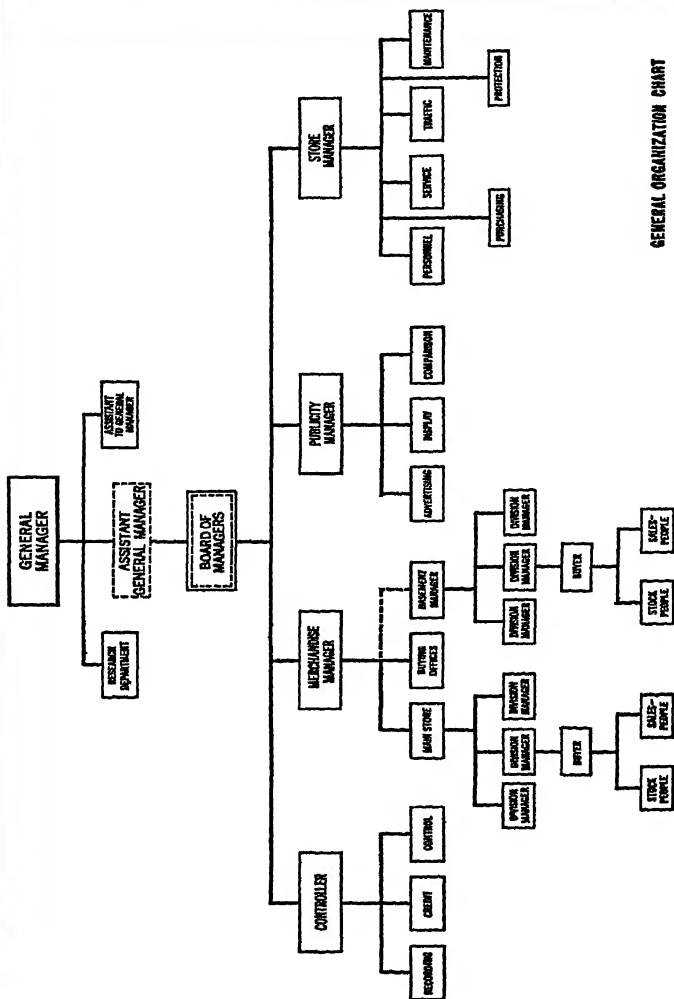 GENERAL
MANAGER
RESEARCH
DEPARTMENT
ASSISTANT
TO GENERAL
MANAGER
ASSISTANT
GENERAL MANAGER
BOARD OF
MANAGERS
CONTROLLER
MERCHANDISE
MANAGER
PUBLICITY
MANAGER
STORE
MANAGER
RECORDING
CREDIT
CONTROL
MAIN STORE
BUYING
OFFICES
BASEMENT
MANAGER
ADVERTISING
DISPLAY
COMPARISON
PERSONNEL
SERVICE
TRAFFIC
MAINTENANCE
PURCHASING
PROTECTION
DIVISION
MANAGER
DIVISION
MANAGER
DIVISION
MANAGER
DIVISION
MANAGER
DIVISION
MANAGER
DIVISION
MANAGER
BUYER
BUYER
STOCK
PEOPLE
SALES-
PEOPLE
STOCK
PEOPLE
SALES-
PEOPLE
GENERAL ORGANIZATION CHART